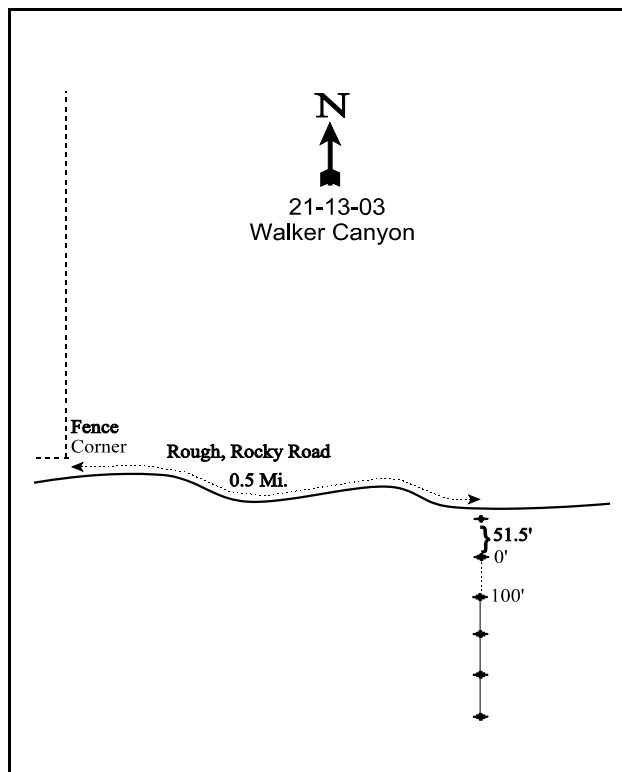 N
21-13-03
Walker Canyon
Fence
Corner
Rough, Rocky Road
0.5 Mi.
51.5'
0'
100'